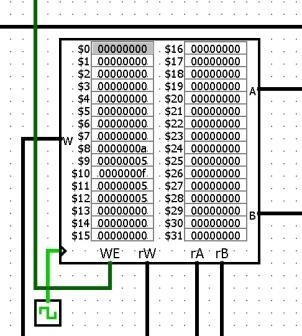 $0 00000000 $16 00000000
$1 00000000 $17 00000000
$2 00000000 $18 00000000
$3 00000000 $19 00000000
$4 00000000 $20 00000000
$5 00000000 $21 00000000
$6 00000000 $22 00000000
$7 00000000 $23 00000000
$8 0000000a $24 00000000
$9 00000005 $25 00000000
$10 0000000f $26 00000000
$11 00000005 $27 00000000
$12 00000005 $28 00000000
$13 00000000 $29 00000000
$14 00000000 $30 00000000
$15 00000000 $31 00000000
A
W
B
WE rW rA rB